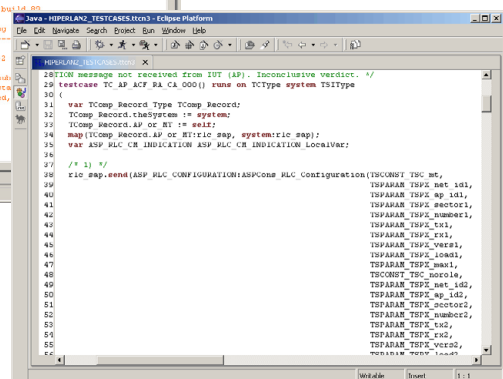 build.80
Java - HIPERLAN2_TESTCASES.ttcn3 - Eclipse Platform
File Edit Navigate Search Project Run Window Help
HIPERLAN2_TESTCASES.ttcn3
28 TION message not received from IUT (AP). Inconclusive verdict. */
29 testcase TC_AP_ACF_RA_CA_000() runs on TCType system TSIType
30 {
31 var TComp_Record_Type TComp_Record;
32 TComp_Record.theSystem := system;
33 TComp_Record.AP_or_MT := self;
34 map(TComp_Record.AP_or_MT:rlc_sap, system:rlc_sap);
35 var ASP_RLC_CM_INDICATION ASP_RLC_CM_INDICATION_LocalVar;
36
37 /* 1) */
38 rlc_sap.send(ASP_RLC_CONFIGURATION:ASPCons_RLC_Configuration(TSCONST_TSC_mt,
39 TSPARAM_TSPX_net_id1,
40 TSPARAM_TSPX_ap_id1,
41 TSPARAM_TSPX_sector1,
42 TSPARAM_TSPX_number1,
43 TSPARAM_TSPX_tx1,
44 TSPARAM_TSPX_rx1,
45 TSPARAM_TSPX_vers1,
46 TSPARAM_TSPX_load1,
47 TSPARAM_TSPX_max1,
48 TSCONST_TSC_norole,
49 TSPARAM_TSPX_net_id2,
50 TSPARAM_TSPX_ap_id2,
51 TSPARAM_TSPX_sector2,
52 TSPARAM_TSPX_number2,
53 TSPARAM_TSPX_tx2,
54 TSPARAM_TSPX_rx2,
55 TSPARAM_TSPX_vers2,
56 TSPARAM_TSPX_load2
Writable Insert 1 : 1